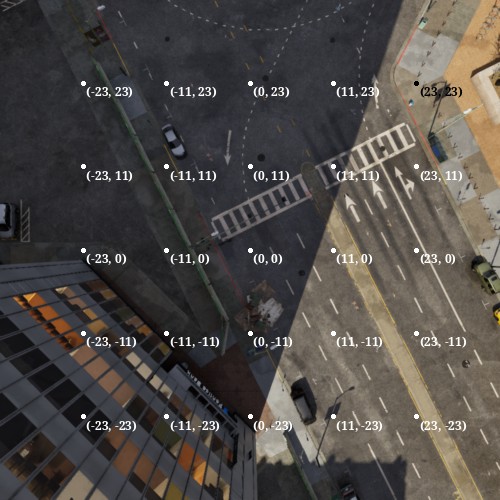 (-23, 23) (-11, 23) (0, 23) (11, 23) (23, 23)
(-23, 11) (-11, 11) (0, 11) (11, 11) (23, 11)
(-23, 0) (-11, 0) (0, 0) (11, 0) (23, 0)
(-23, -11) (-11, -11) (0, -11) (11, -11) (23, -11)
(-23, -23) (-11, -23) (0, -23) (11, -23) (23, -23)